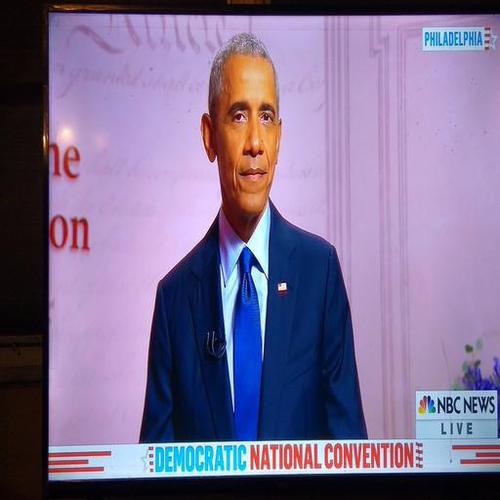 PHILADELPHIA
he
on
NBC NEWS
LIVE
DEMOCRATIC NATIONAL CONVENTION